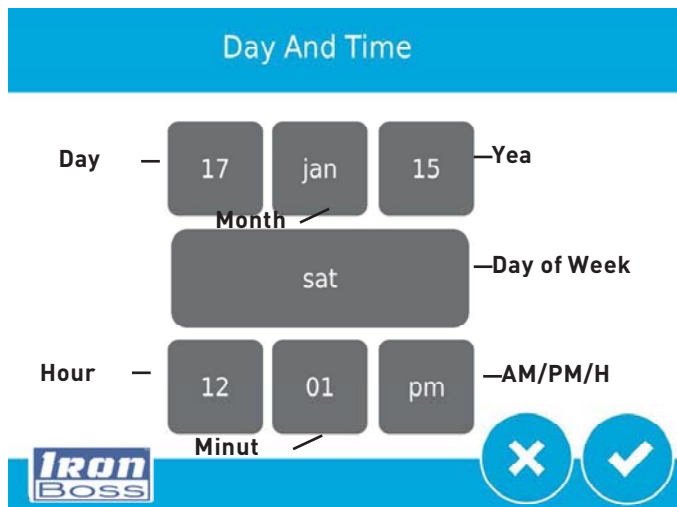 Day And Time
Day 17 jan 15 Yea
Month
sat Day of Week
Hour 12 01 pm AM/PM/H
Minut
IRON
BOSS